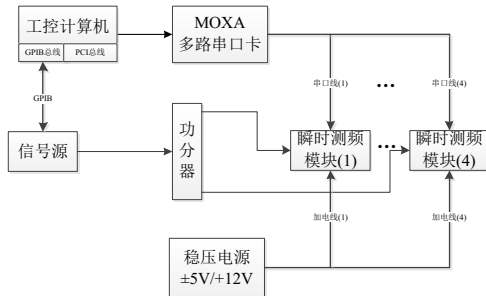 工控计算机
GPIB总线
PCI总线
MOXA
多路串口卡
串口线(1)
...
串口线(4)
GPIB
信号源
功
分
器
瞬时测频
模块(1)
...
瞬时测频
模块(4)
加电线(1)
加电线(4)
稳压电源
±5V/+12V